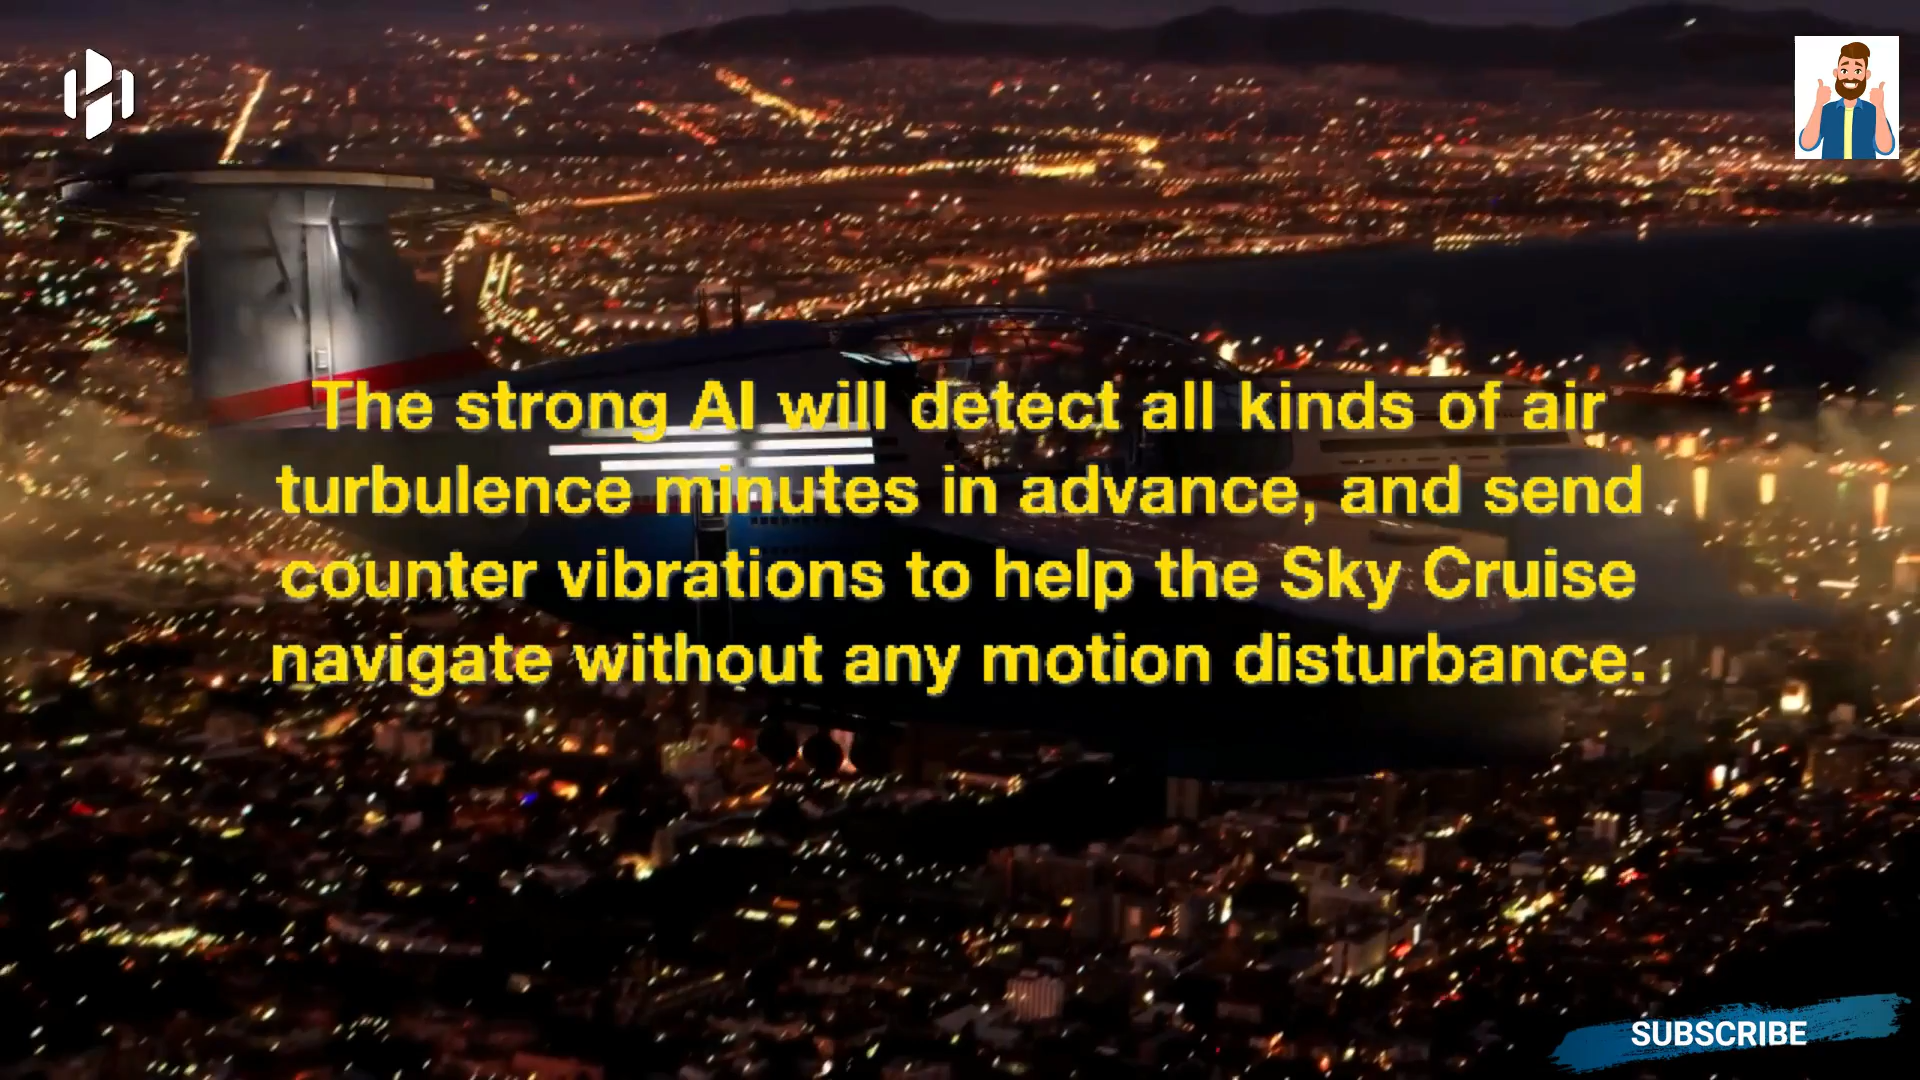 The strong AI will detect all kinds of air
turbulence minutes in advance, and send
counter vibrations to help the Sky Cruise
navigate without any motion disturbance.
SUBSCRIBE